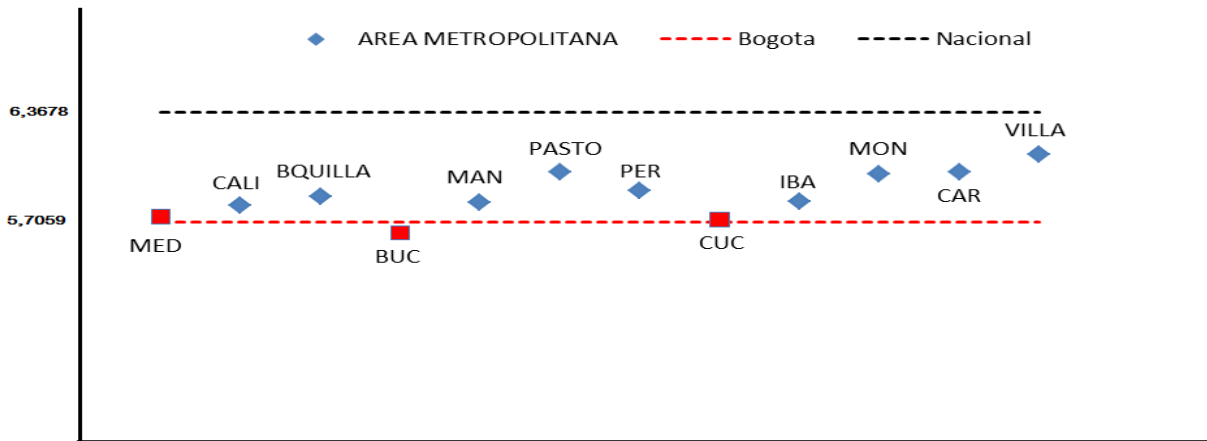 AREA METROPOLITANA Bogota Nacional
6,3678
VILLA
PASTO MON
BQUILLA PER
CALI MAN IBA
CAR
5,7059
MED BUC CUC